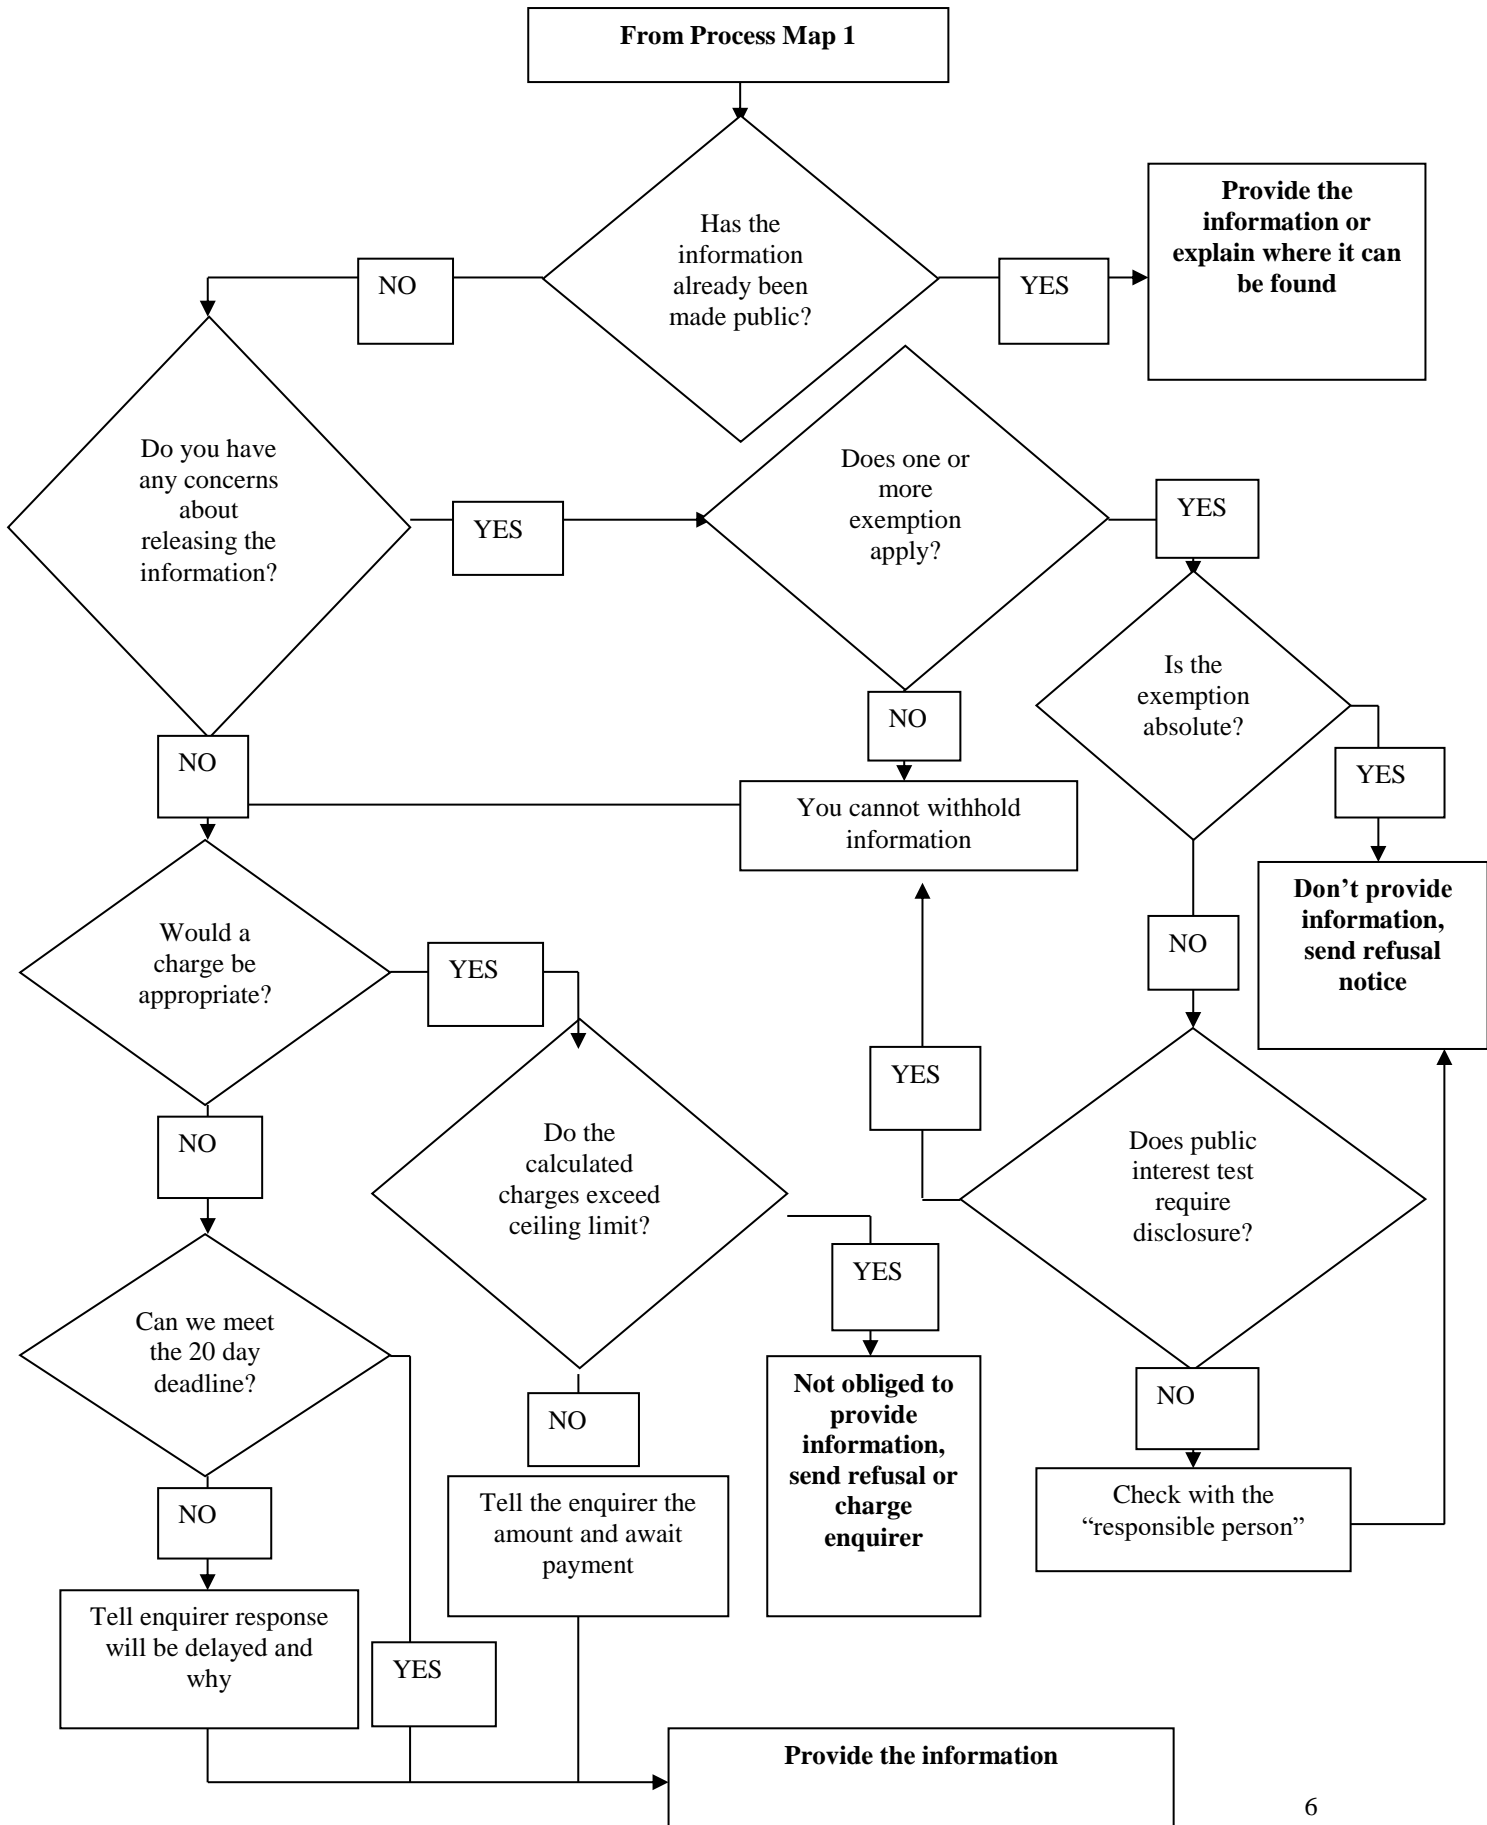 From Process Map 1
Has the
information
already been
made public?
NO
YES
Provide the
information or
explain where it can
be found
Do you have
any concerns
about
releasing the
information?
YES
Does one or
more
exemption
apply?
YES
Is the
exemption
absolute?
NO
NO
YES
You cannot withhold
information
Don’t provide
information,
send refusal
notice
Would a
charge be
appropriate?
YES
NO
YES
NO
Do the
calculated
charges exceed
ceiling limit?
Does public
interest test
require
disclosure?
YES
Can we meet
the 20 day
deadline?
NO
Not obliged to
provide
information,
send refusal or
charge
enquirer
NO
NO
Tell the enquirer the
amount and await
payment
Check with the
“responsible person”
Tell enquirer response
will be delayed and
why
YES
Provide the information
6